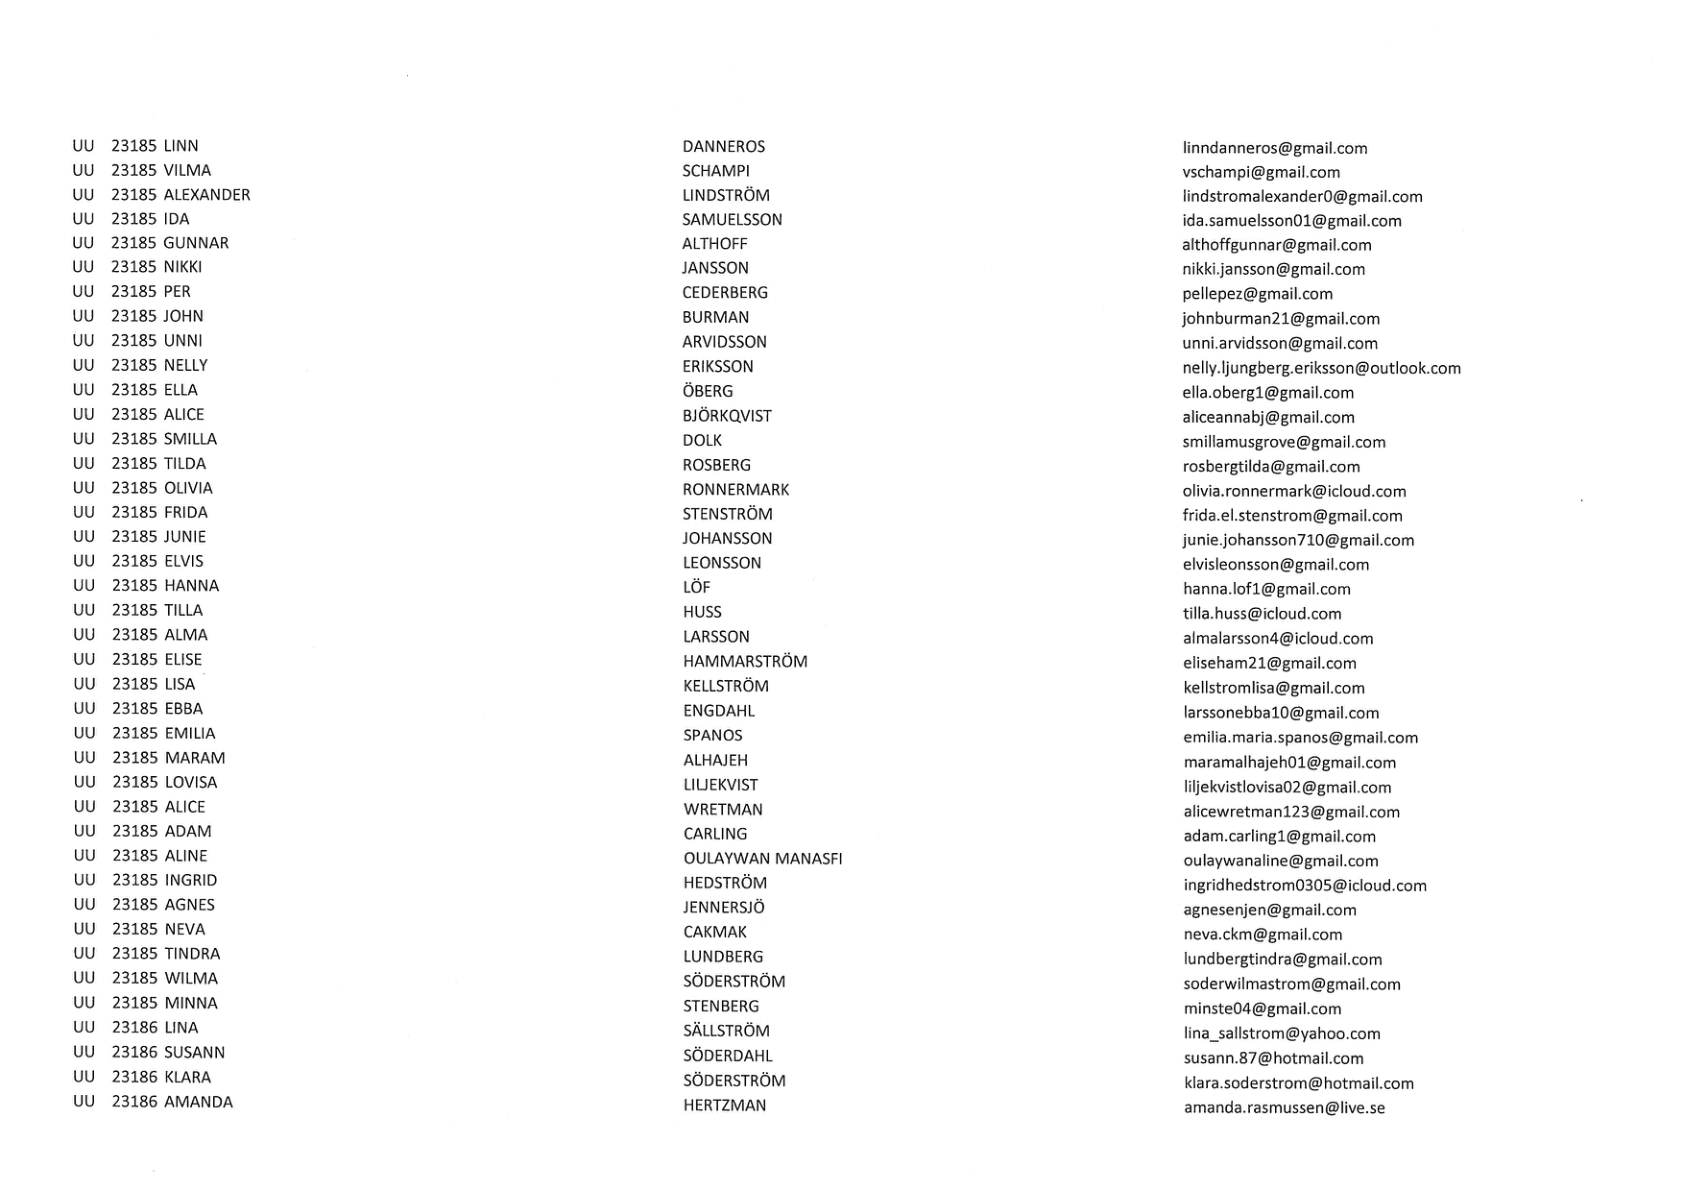 UU 23185 LINN DANNEROS linndanneros@gmail.com
UU 23185 VILMA SCHAMPI vschampi@gmail.com
UU 23185 ALEXANDER LINDSTRÖM lindstromalexander0@gmail.com
UU 23185 IDA SAMUELSSON ida.samuelsson01@gmail.com
UU 23185 GUNNAR ALTHOFF althoffgunnar@gmail.com
UU 23185 NIKKI JANSSON nikki.jansson@gmail.com
UU 23185 PER CEDERBERG pellepez@gmail.com
UU 23185 JOHN BURMAN johnburman21@gmail.com
UU 23185 UNNI ARVIDSSON unni.arvidsson@gmail.com
UU 23185 NELLY ERIKSSON nelly.ljungberg.eriksson@outlook.com
UU 23185 ELLA ÖBERG ella.oberg1@gmail.com
UU 23185 ALICE BJÖRKQVIST aliceannabj@gmail.com
UU 23185 SMILLA DOLK smillamusgrove@gmail.com
UU 23185 TILDA ROSBERG rosbergtilda@gmail.com
UU 23185 OLIVIA RONNERMARK olivia.ronnermark@icloud.com
UU 23185 FRIDA STENSTRÖM frida.el.stenstrom@gmail.com
UU 23185 JUNIE JOHANSSON junie.johansson710@gmail.com
UU 23185 ELVIS LEONSSON elvisleonsson@gmail.com
UU 23185 HANNA LÖF hanna.lof1@gmail.com
UU 23185 TILLA HUSS tilla.huss@icloud.com
UU 23185 ALMA LARSSON almalarsson4@icloud.com
UU 23185 ELISE HAMMARSTRÖM eliseham21@gmail.com
UU 23185 LISA KELLSTRÖM kellstromlisa@gmail.com
UU 23185 EBBA ENGDAHL larssonebba10@gmail.com
UU 23185 EMILIA SPANOS emilia.maria.spanos@gmail.com
UU 23185 MARAM ALHAJEH maramalhajeh01@gmail.com
UU 23185 LOVISA LILJEKVIST liljekvistlovisa02@gmail.com
UU 23185 ALICE WRETMAN alicewretman123@gmail.com
UU 23185 ADAM CARLING adam.carling1@gmail.com
UU 23185 ALINE OULAYWAN MANASFI oulaywanaline@gmail.com
UU 23185 INGRID HEDSTRÖM ingridhedstrom0305@icloud.com
UU 23185 AGNES JENNERSJÖ agnesenjen@gmail.com
UU 23185 NEVA CAKMAK neva.ckm@gmail.com
UU 23185 TINDRA LUNDBERG lundbergtindra@gmail.com
UU 23185 WILMA SÖDERSTRÖM soderwilmastrom@gmail.com
UU 23185 MINNA STENBERG minste04@gmail.com
UU 23186 LINA SÄLLSTRÖM lina_sallstrom@yahoo.com
UU 23186 SUSANN SÖDERDAHL susann.87@hotmail.com
UU 23186 KLARA SÖDERSTRÖM klara.soderstrom@hotmail.com
UU 23186 AMANDA HERTZMAN amanda.rasmussen@live.se